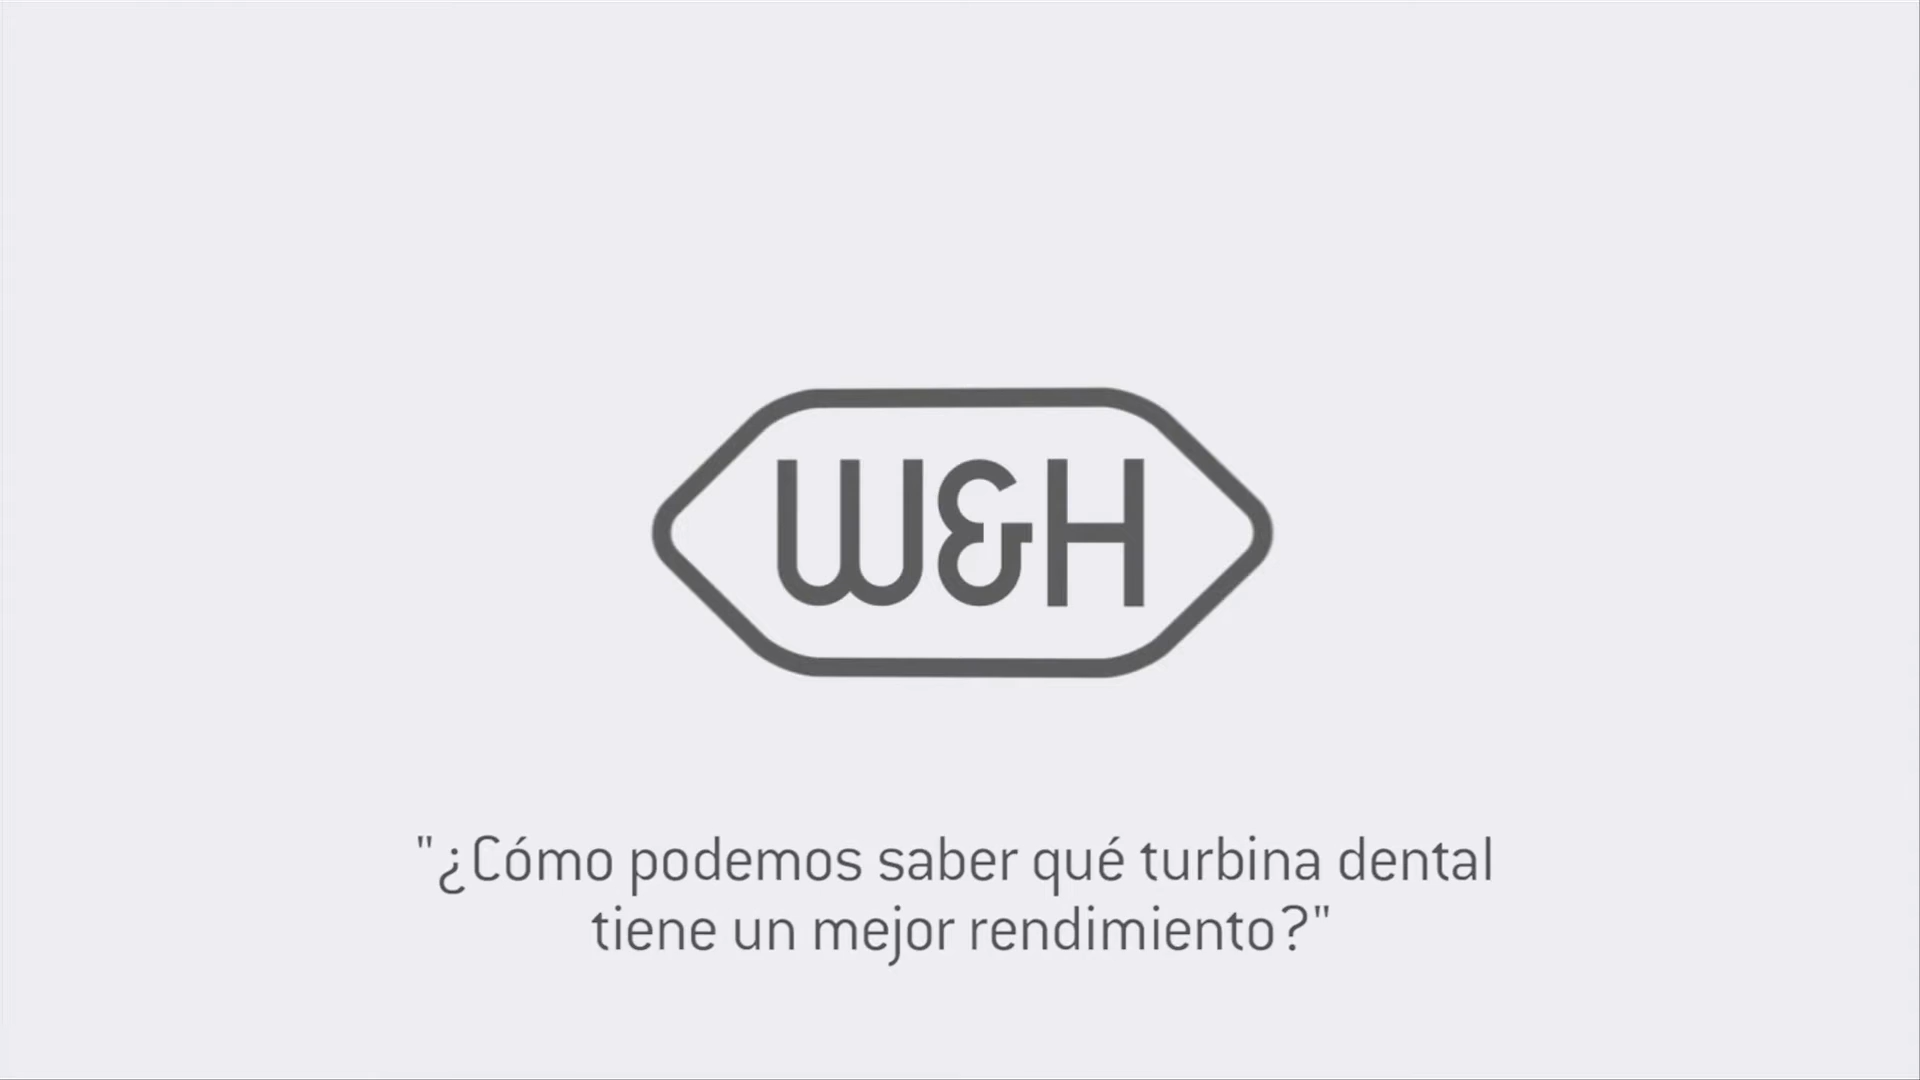 W&H
"¿Cómo podemos saber qué turbina dental
tiene un mejor rendimiento?"